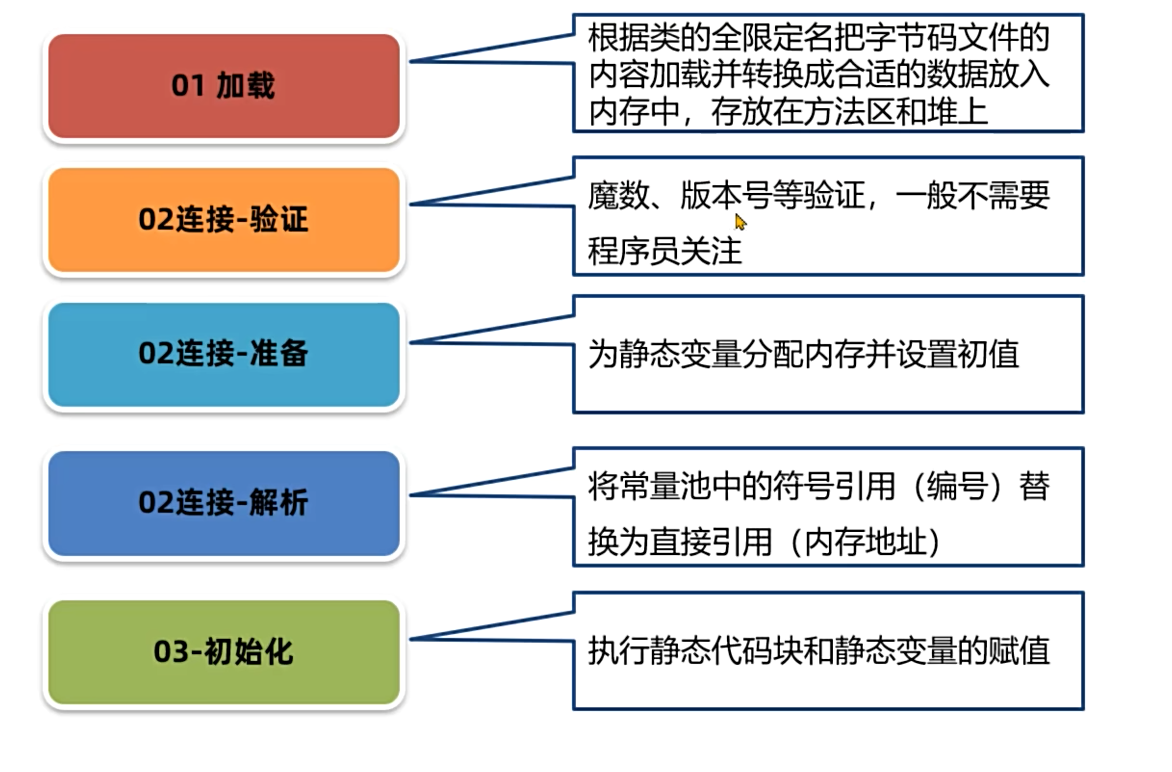 01 加载
根据类的全限定名把字节码文件的
内容加载并转换成合适的数据放入
内存中，存放在方法区和堆上
02连接-验证
魔数、版本号等验证，一般不需要
程序员关注
02连接-准备
为静态变量分配内存并设置初值
02连接-解析
将常量池中的符号引用（编号）替
换为直接引用（内存地址）
03-初始化
执行静态代码块和静态变量的赋值